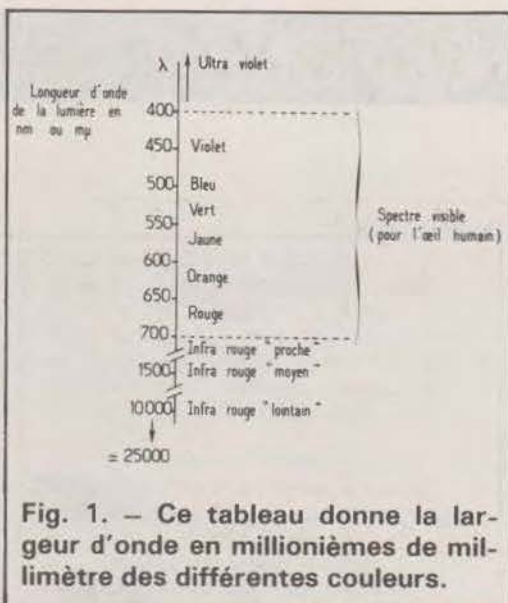 λ Ultra violet
Longueur d'onde
de la lumière en
nm ou mµ
400
450 Violet
500 Bleu
Vert
550
Jaune
600
Orange
650
Rouge
700
Spectre visible
(pour l'œil humain)
Infra rouge "proche"
1500 Infra rouge "moyen"
10000 Infra rouge "lointain"
= 25000
Fig. 1. – Ce tableau donne la lar-
geur d'onde en millionièmes de mil-
limètre des différentes couleurs.